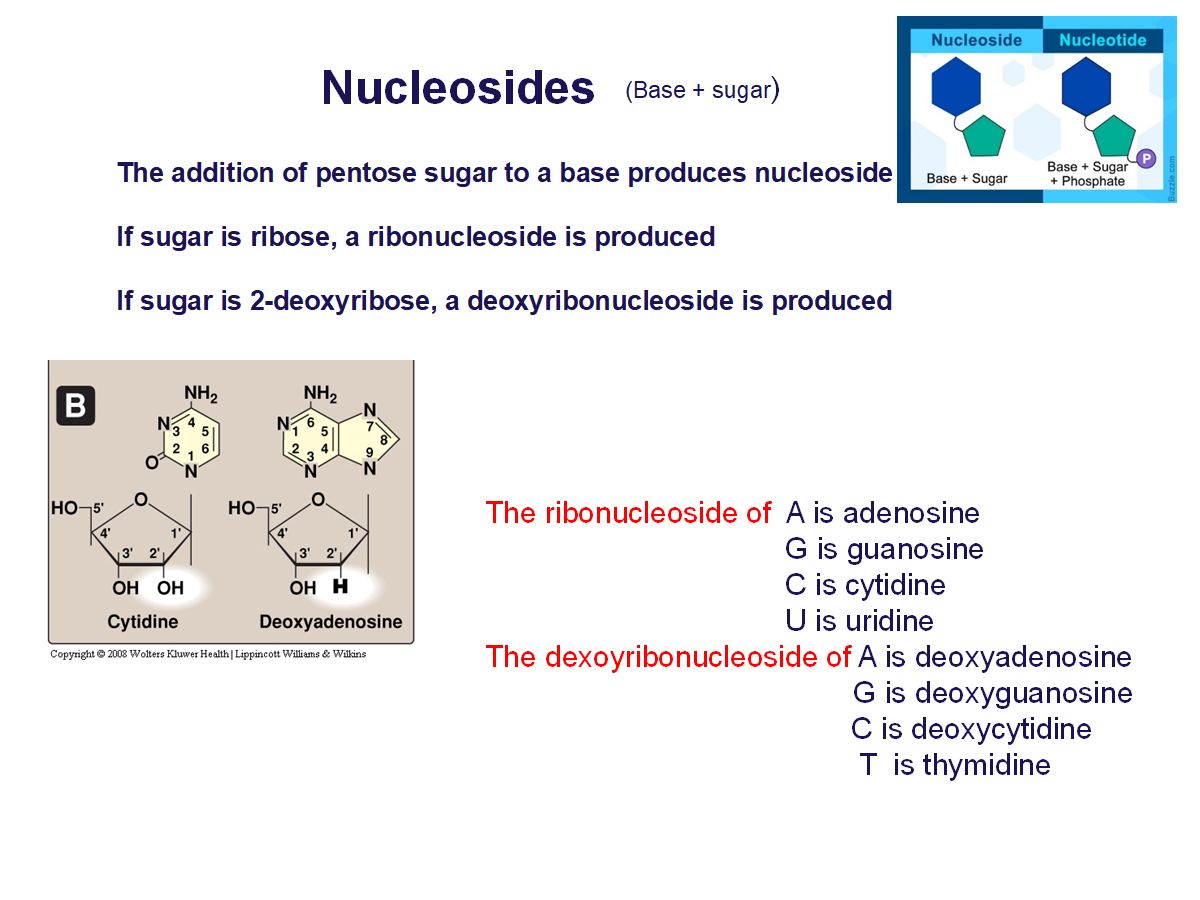 Nucleosides (Base + sugar)
Nucleoside Nucleotide
P
Base + Sugar
Base + Sugar
+ Phosphate
Buzzle.com
The addition of pentose sugar to a base produces nucleoside
If sugar is ribose, a ribonucleoside is produced
If sugar is 2-deoxyribose, a deoxyribonucleoside is produced
B
NH2 NH2
N 3 4 5 N 1 6 5 N 7
2 1 6 2 3 4 9 8
O N N N
HO 5' O HO 5' O
4' 1' 4' 1'
3' 2' 3' 2'
OH OH OH H
Cytidine Deoxyadenosine
Copyright © 2008 Wolters Kluwer Health | Lippincott Williams & Wilkins
The ribonucleoside of A is adenosine
G is guanosine
C is cytidine
U is uridine
The dexoyribonucleoside of A is deoxyadenosine
G is deoxyguanosine
C is deoxycytidine
T is thymidine